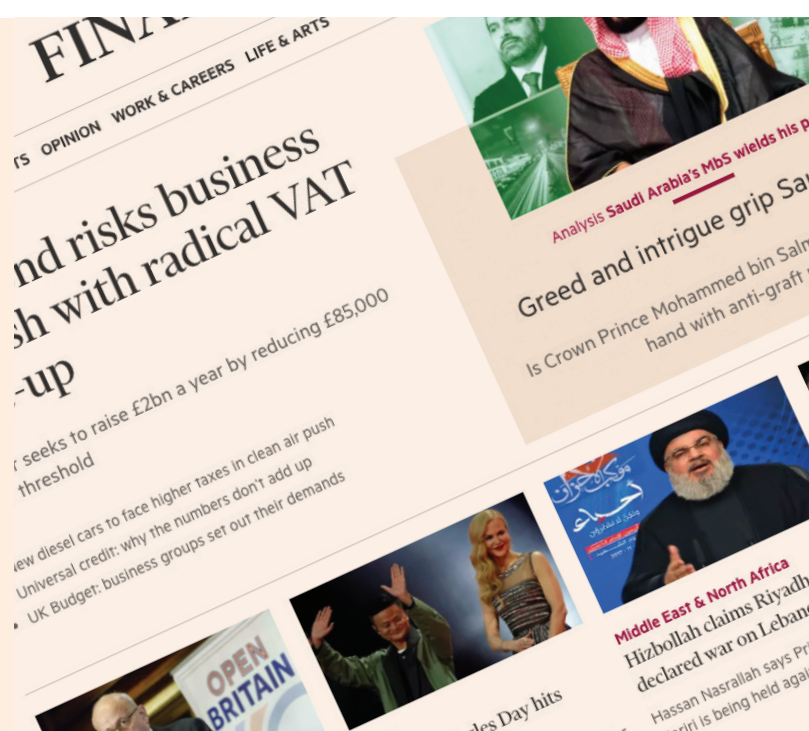 FINA
TS OPINION WORK & CAREERS LIFE & ARTS
nd risks business
sh with radical VAT
-up
r seeks to raise £2bn a year by reducing £85,000
threshold
ew diesel cars to face higher taxes in clean air push
Universal credit: why the numbers don't add up
UK Budget: business groups set out their demands
Analysis Saudi Arabia's MbS wields his p
Greed and intrigue grip Sau
Is Crown Prince Mohammed bin Salm
hand with anti-graft
OPEN
BRITAIN
les Day hits
Middle East & North Africa
Hizbollah claims Riyadh
declared war on Leban
Hassan Nasrallah says Pri
ariri is being held agai